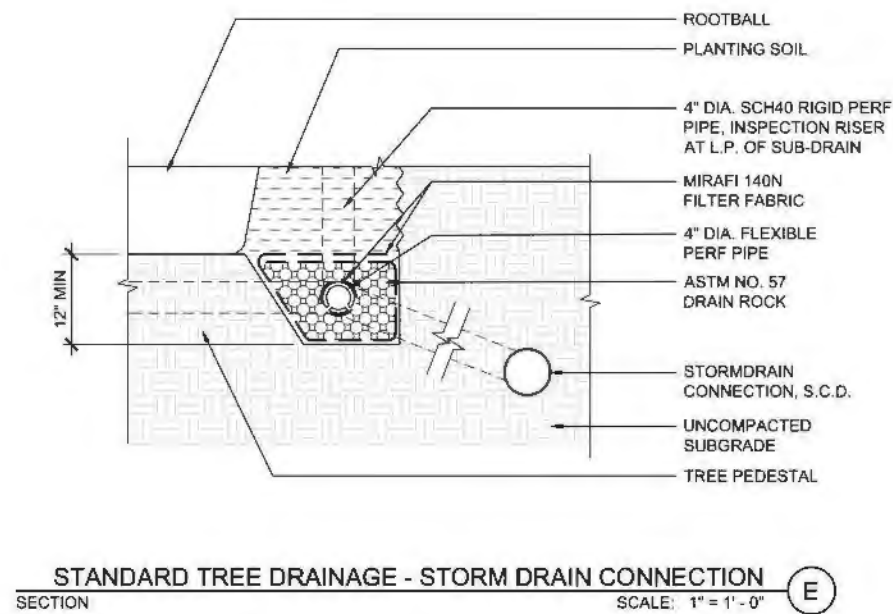 ROOTBALL
PLANTING SOIL
4" DIA. SCH40 RIGID PERF
PIPE, INSPECTION RISER
AT L.P. OF SUB-DRAIN
MIRAFI 140N
FILTER FABRIC
4" DIA. FLEXIBLE
PERF PIPE
ASTM NO. 57
DRAIN ROCK
12" MIN
STORMDRAIN
CONNECTION, S.C.D.
UNCOMPACTED
SUBGRADE
TREE PEDESTAL
STANDARD TREE DRAINAGE - STORM DRAIN CONNECTION
E
SECTION
SCALE: 1" = 1' - 0"